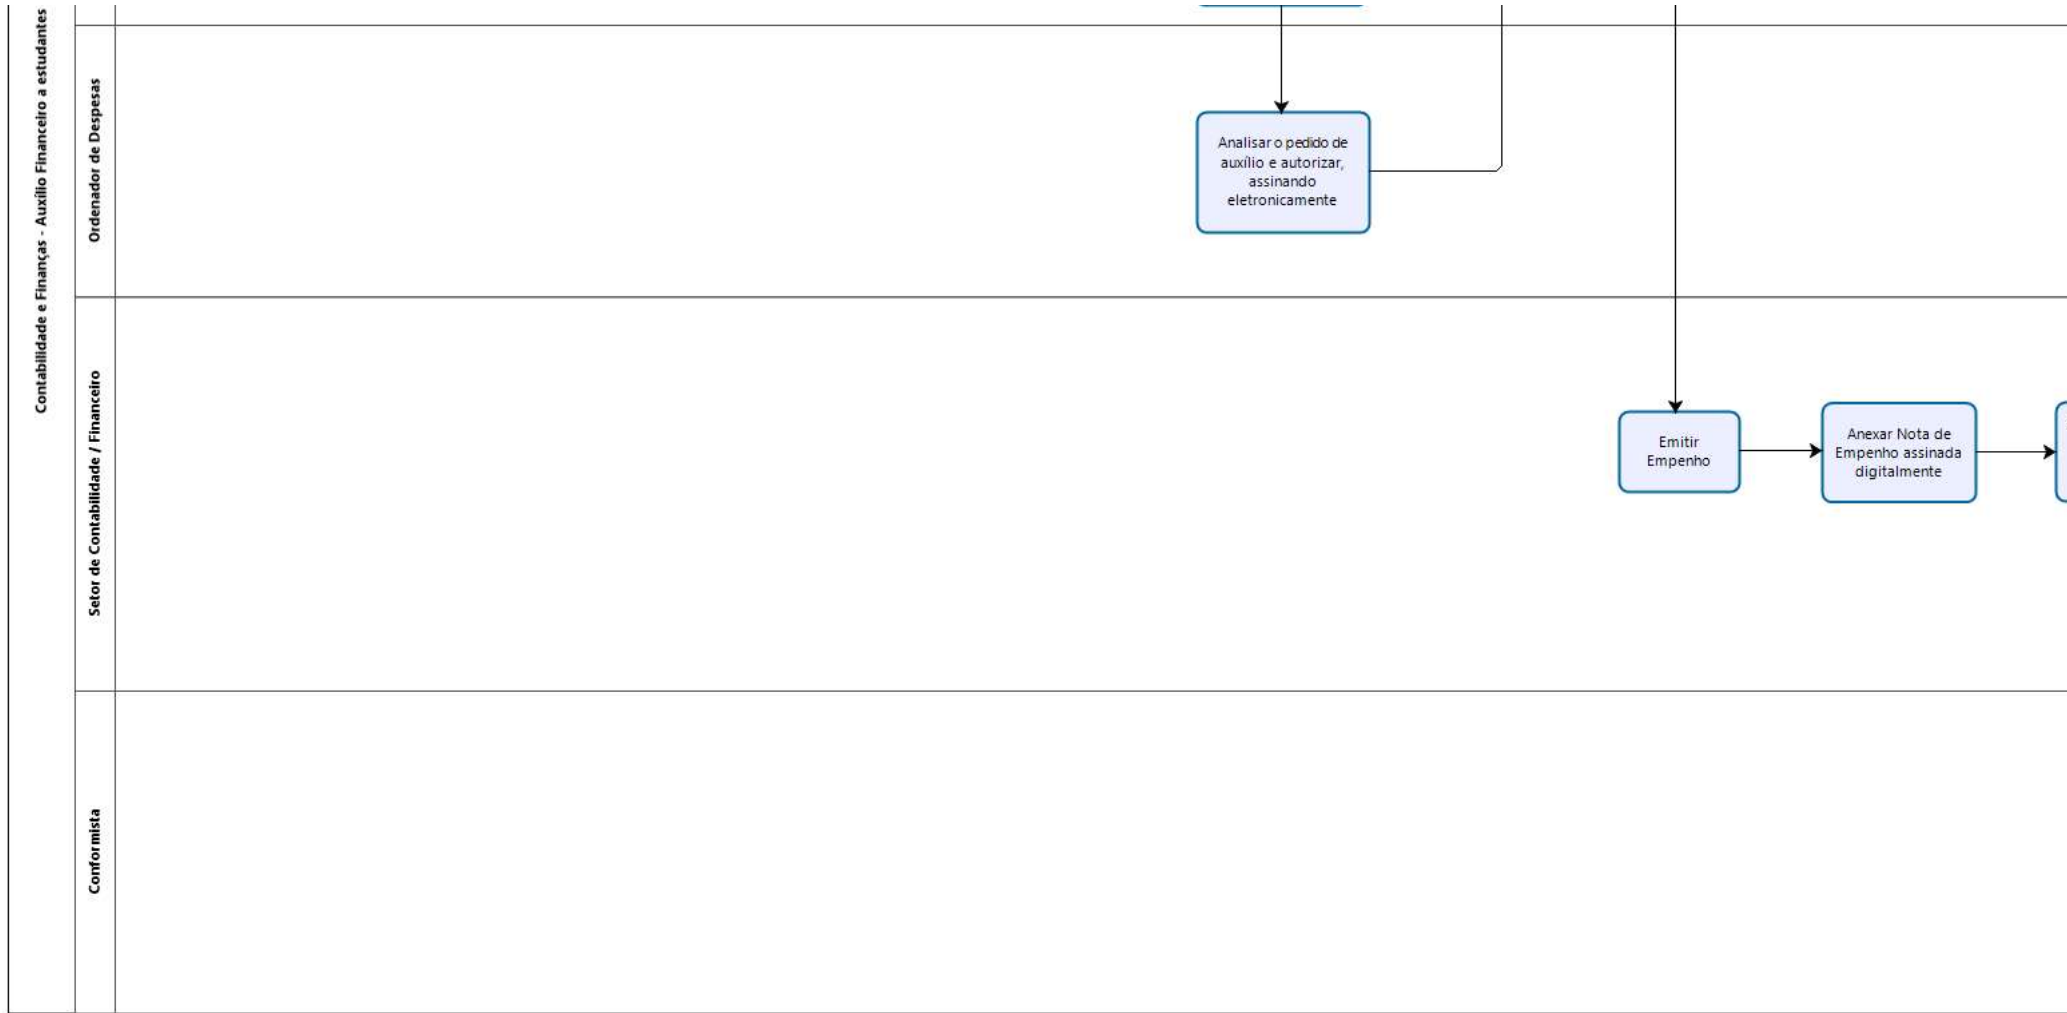 Contabilidade e Finanças - Auxílio Financeiro a estudantes
Ordenador de Despesas
Analisar o pedido de
auxílio e autorizar,
assinando
eletronicamente
Setor de Contabilidade / Financeiro
Emitir
Empenho
Anexar Nota de
Empenho assinada
digitalmente
Conformista